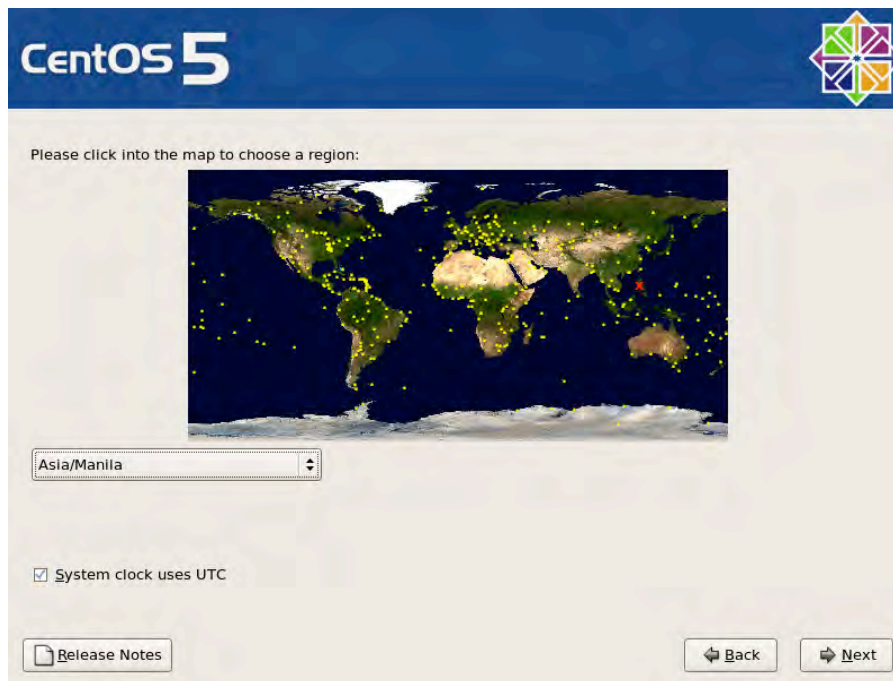 CentOS 5
Please click into the map to choose a region:
Asia/Manila
System clock uses UTC
Release Notes
Back
Next